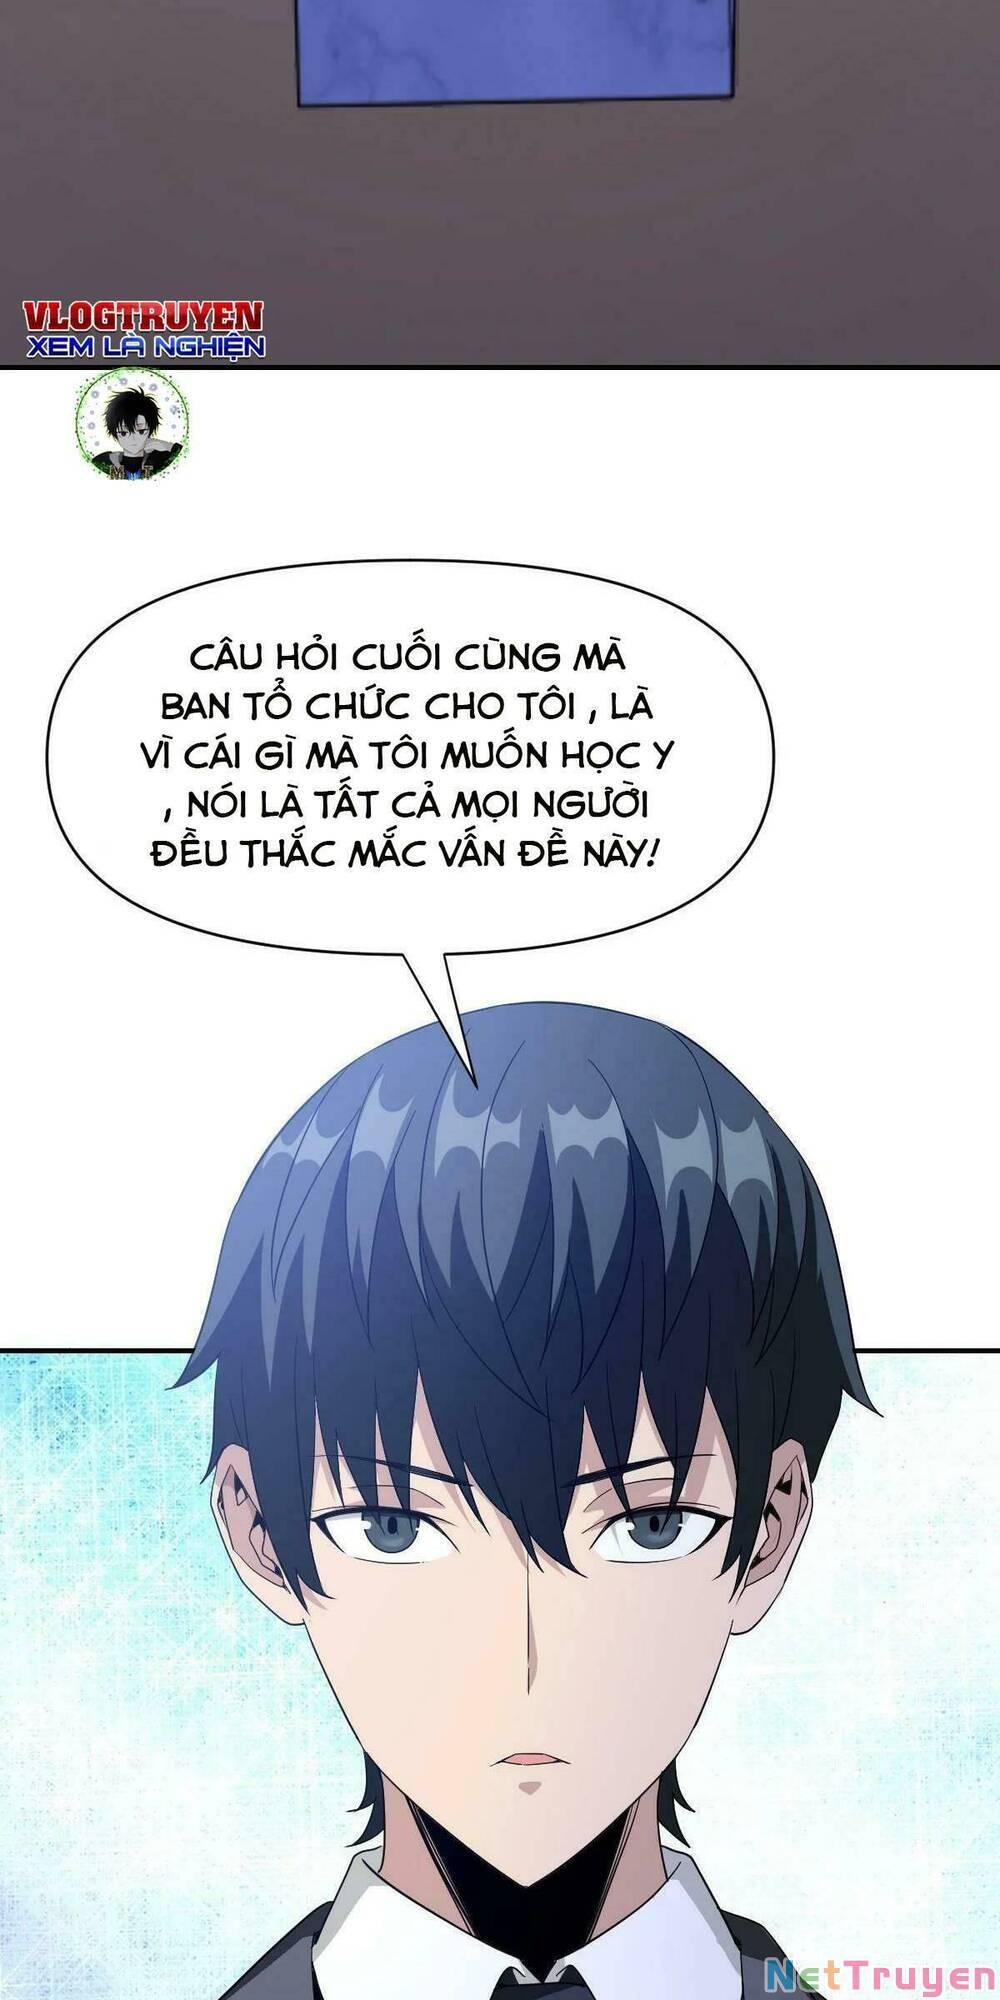 VLOGTRUYEN
XEM LÀ NGHIỆN
M T
CÂU HỎI CUỐI CÙNG MÀ
BAN TỔ CHỨC CHO TÔI , LÀ
VÌ CÁI GÌ MÀ TÔI MUỐN HỌC Y
, NÓI LÀ TẤT CẢ MỌI NGƯỜI
ĐỀU THẮC MẮC VẤN ĐỀ NÀY!
NetTruyen